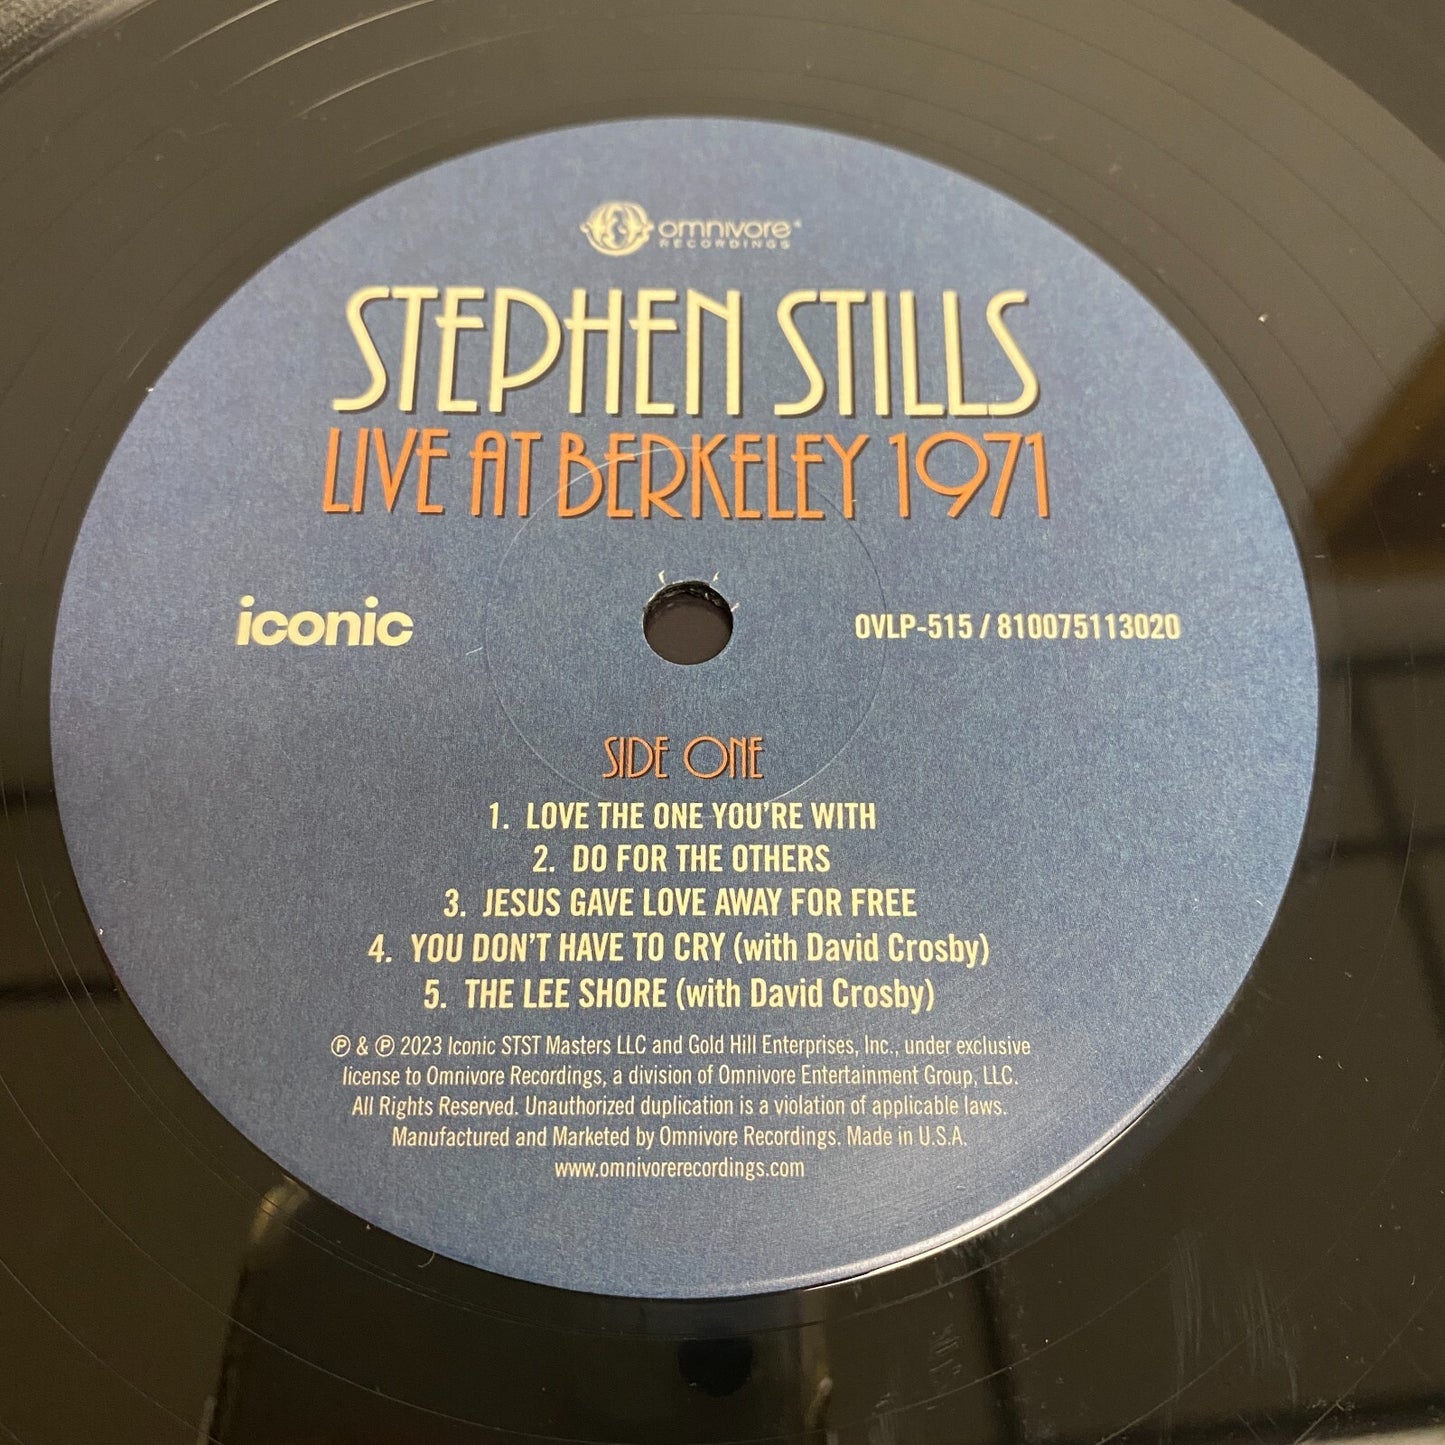 omnivore
RECORDINGS
STEPHEN STILLS
LIVE AT BERKELEY 1971
iconic
OVLP-515 / 810075113020
SIDE ONE
1. LOVE THE ONE YOU'RE WITH
2. DO FOR THE OTHERS
3. JESUS GAVE LOVE AWAY FOR FREE
4. YOU DON'T HAVE TO CRY (with David Crosby)
5. THE LEE SHORE (with David Crosby)
℗ & ℗ 2023 Iconic STST Masters LLC and Gold Hill Enterprises, Inc., under exclusive
license to Omnivore Recordings, a division of Omnivore Entertainment Group, LLC.
All Rights Reserved. Unauthorized duplication is a violation of applicable laws.
Manufactured and Marketed by Omnivore Recordings. Made in U.S.A.
www.omnivorerecordings.com